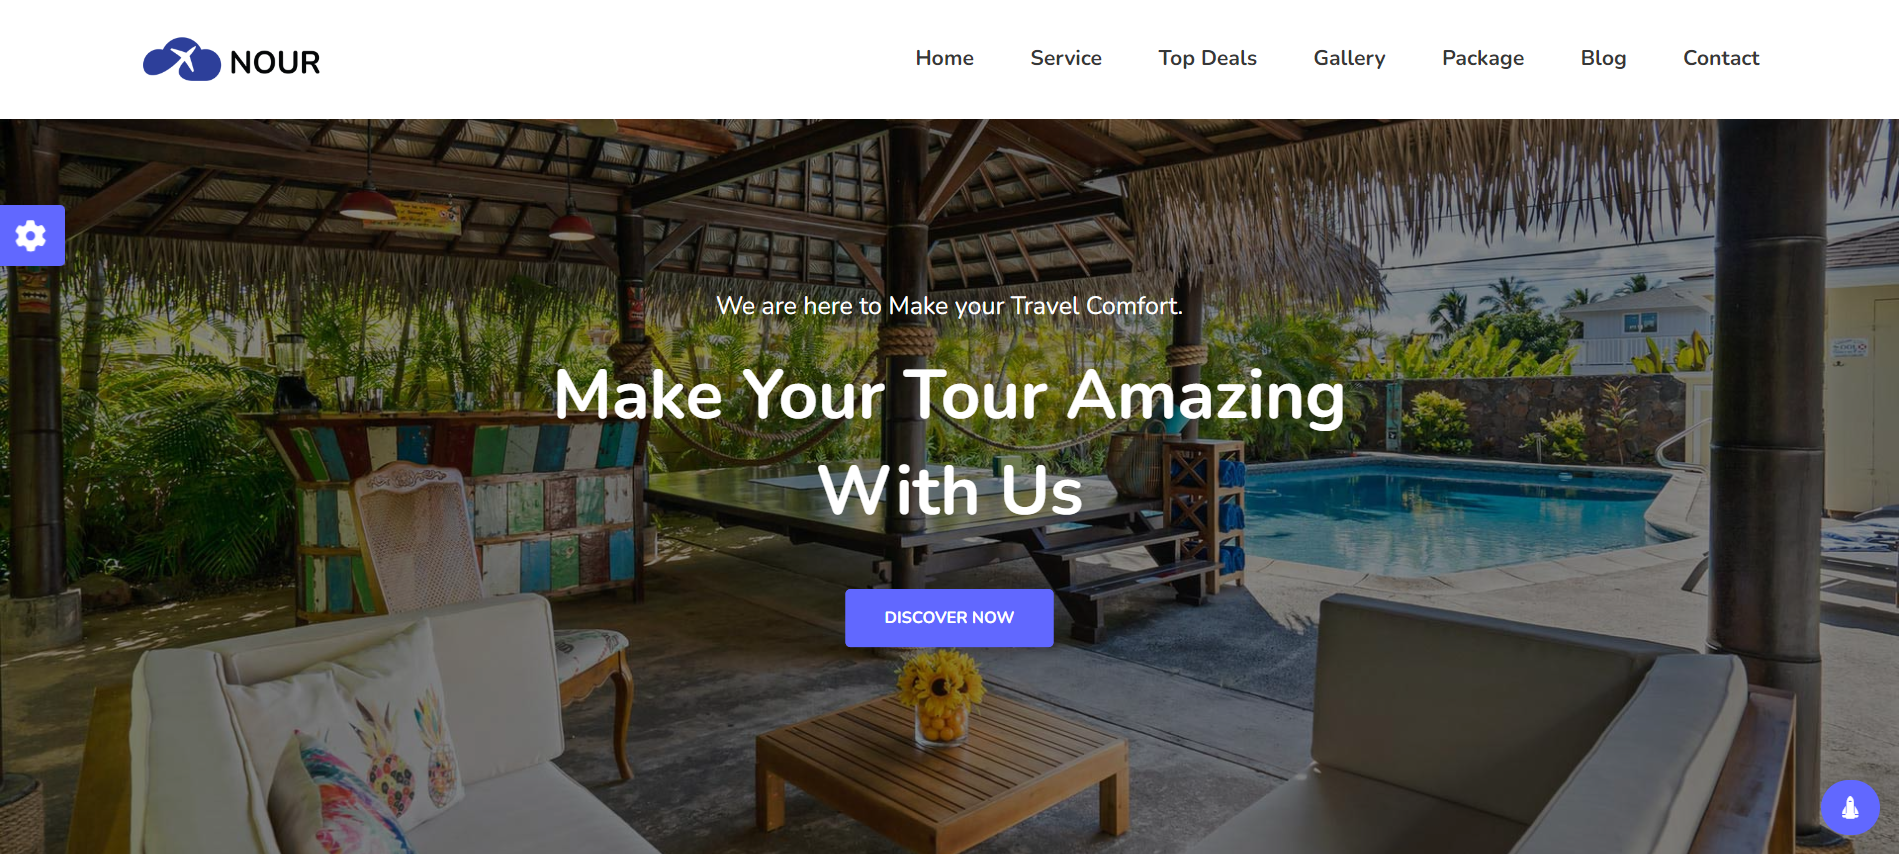 NOUR
Home Service Top Deals Gallery Package Blog Contact
We are here to Make your Travel Comfort.
Make Your Tour Amazing
With Us
DISCOVER NOW